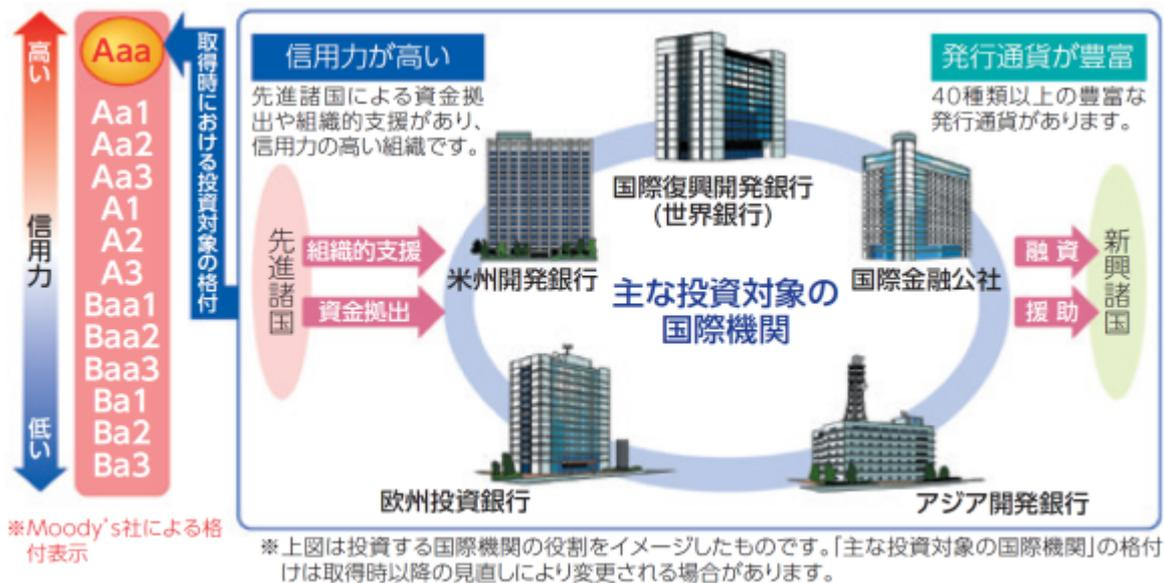 高い
信用力
低い
Aaa
Aa1
Aa2
Aa3
A1
A2
A3
Baa1
Baa2
Baa3
Ba1
Ba2
Ba3
※Moody's社による格
付表示
取得時における投資対象の格付
信用力が高い
先進諸国による資金拠
出や組織的支援があり、
信用力の高い組織です。
発行通貨が豊富
40種類以上の豊富な
発行通貨があります。
先進諸国
組織的支援
資金拠出
国際復興開発銀行
(世界銀行)
米州開発銀行
国際金融公社
主な投資対象の
国際機関
欧州投資銀行
アジア開発銀行
融資
援助
新興諸国
※上図は投資する国際機関の役割をイメージしたものです。「主な投資対象の国際機関」の格付
けは取得時以降の見直しにより変更される場合があります。